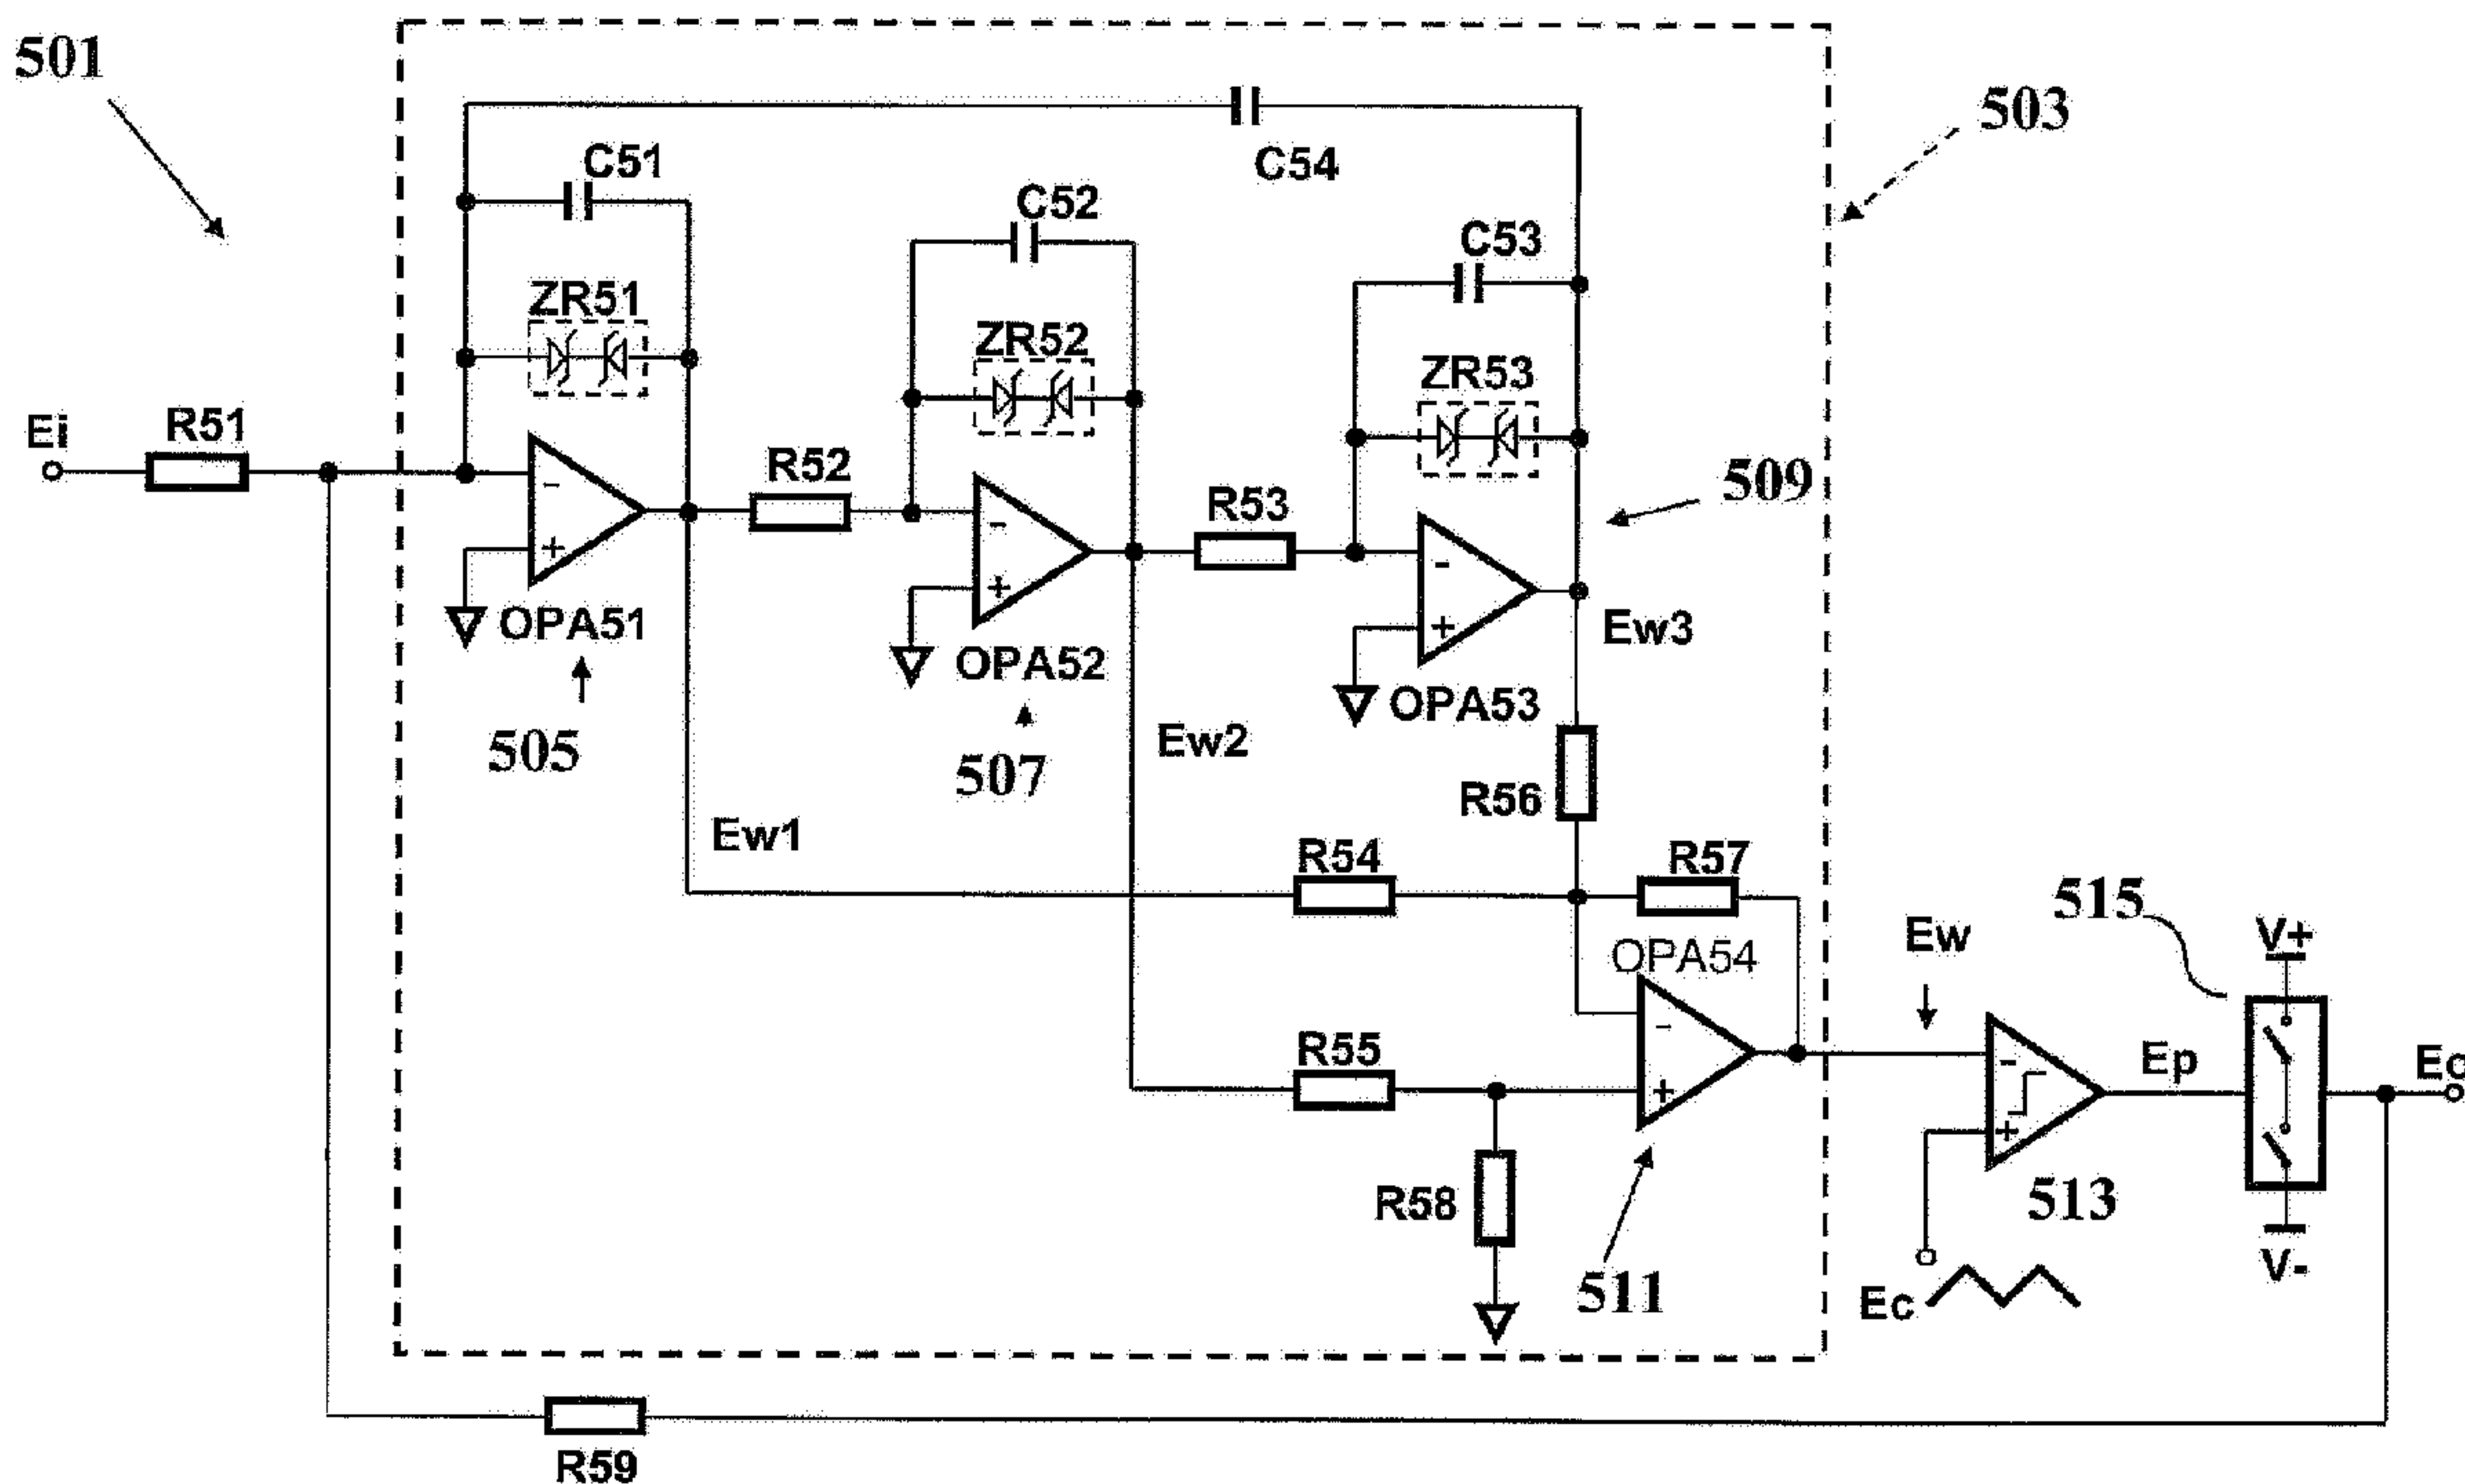 501
503
C51
C54
C52
C53
ZR51
ZR52
ZR53
Ei
R51
-
+
OPA51
505
R52
-
+
OPA52
507
R53
-
+
OPA53
509
Ew3
Ew2
Ew1
R56
R54
R57
OPA54
-
+
R55
R58
511
Ew
515
V+
-
+
Ep
Eo
513
V-
Ec
R59